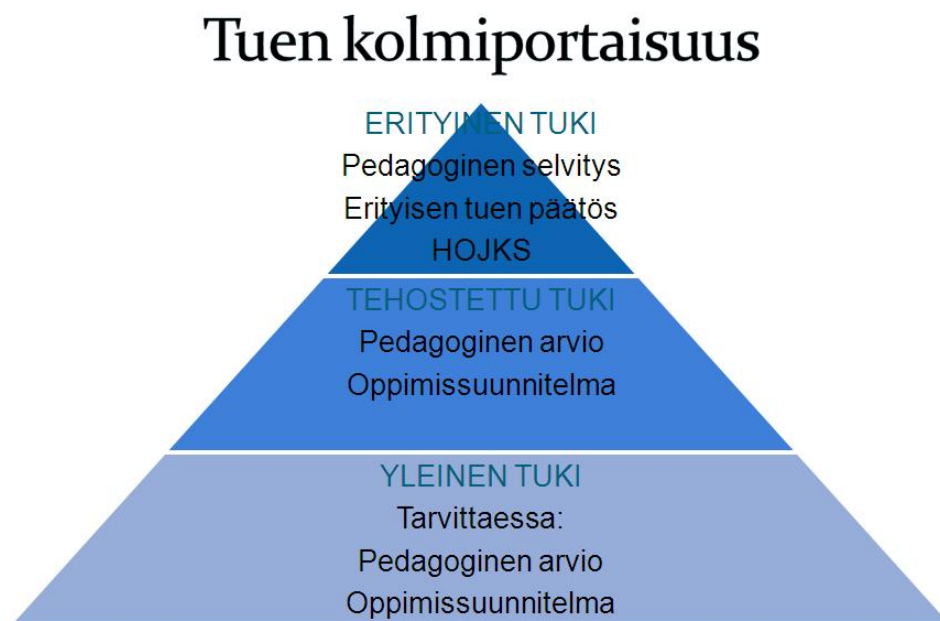 Tuen kolmiportaisuus
ERITYINEN TUKI
Pedagoginen selvitys
Erityisen tuen päätös
HOJKS
TEHOSTETTU TUKI
Pedagoginen arvio
Oppimissuunnitelma
YLEINEN TUKI
Tarvittaessa:
Pedagoginen arvio
Oppimissuunnitelma